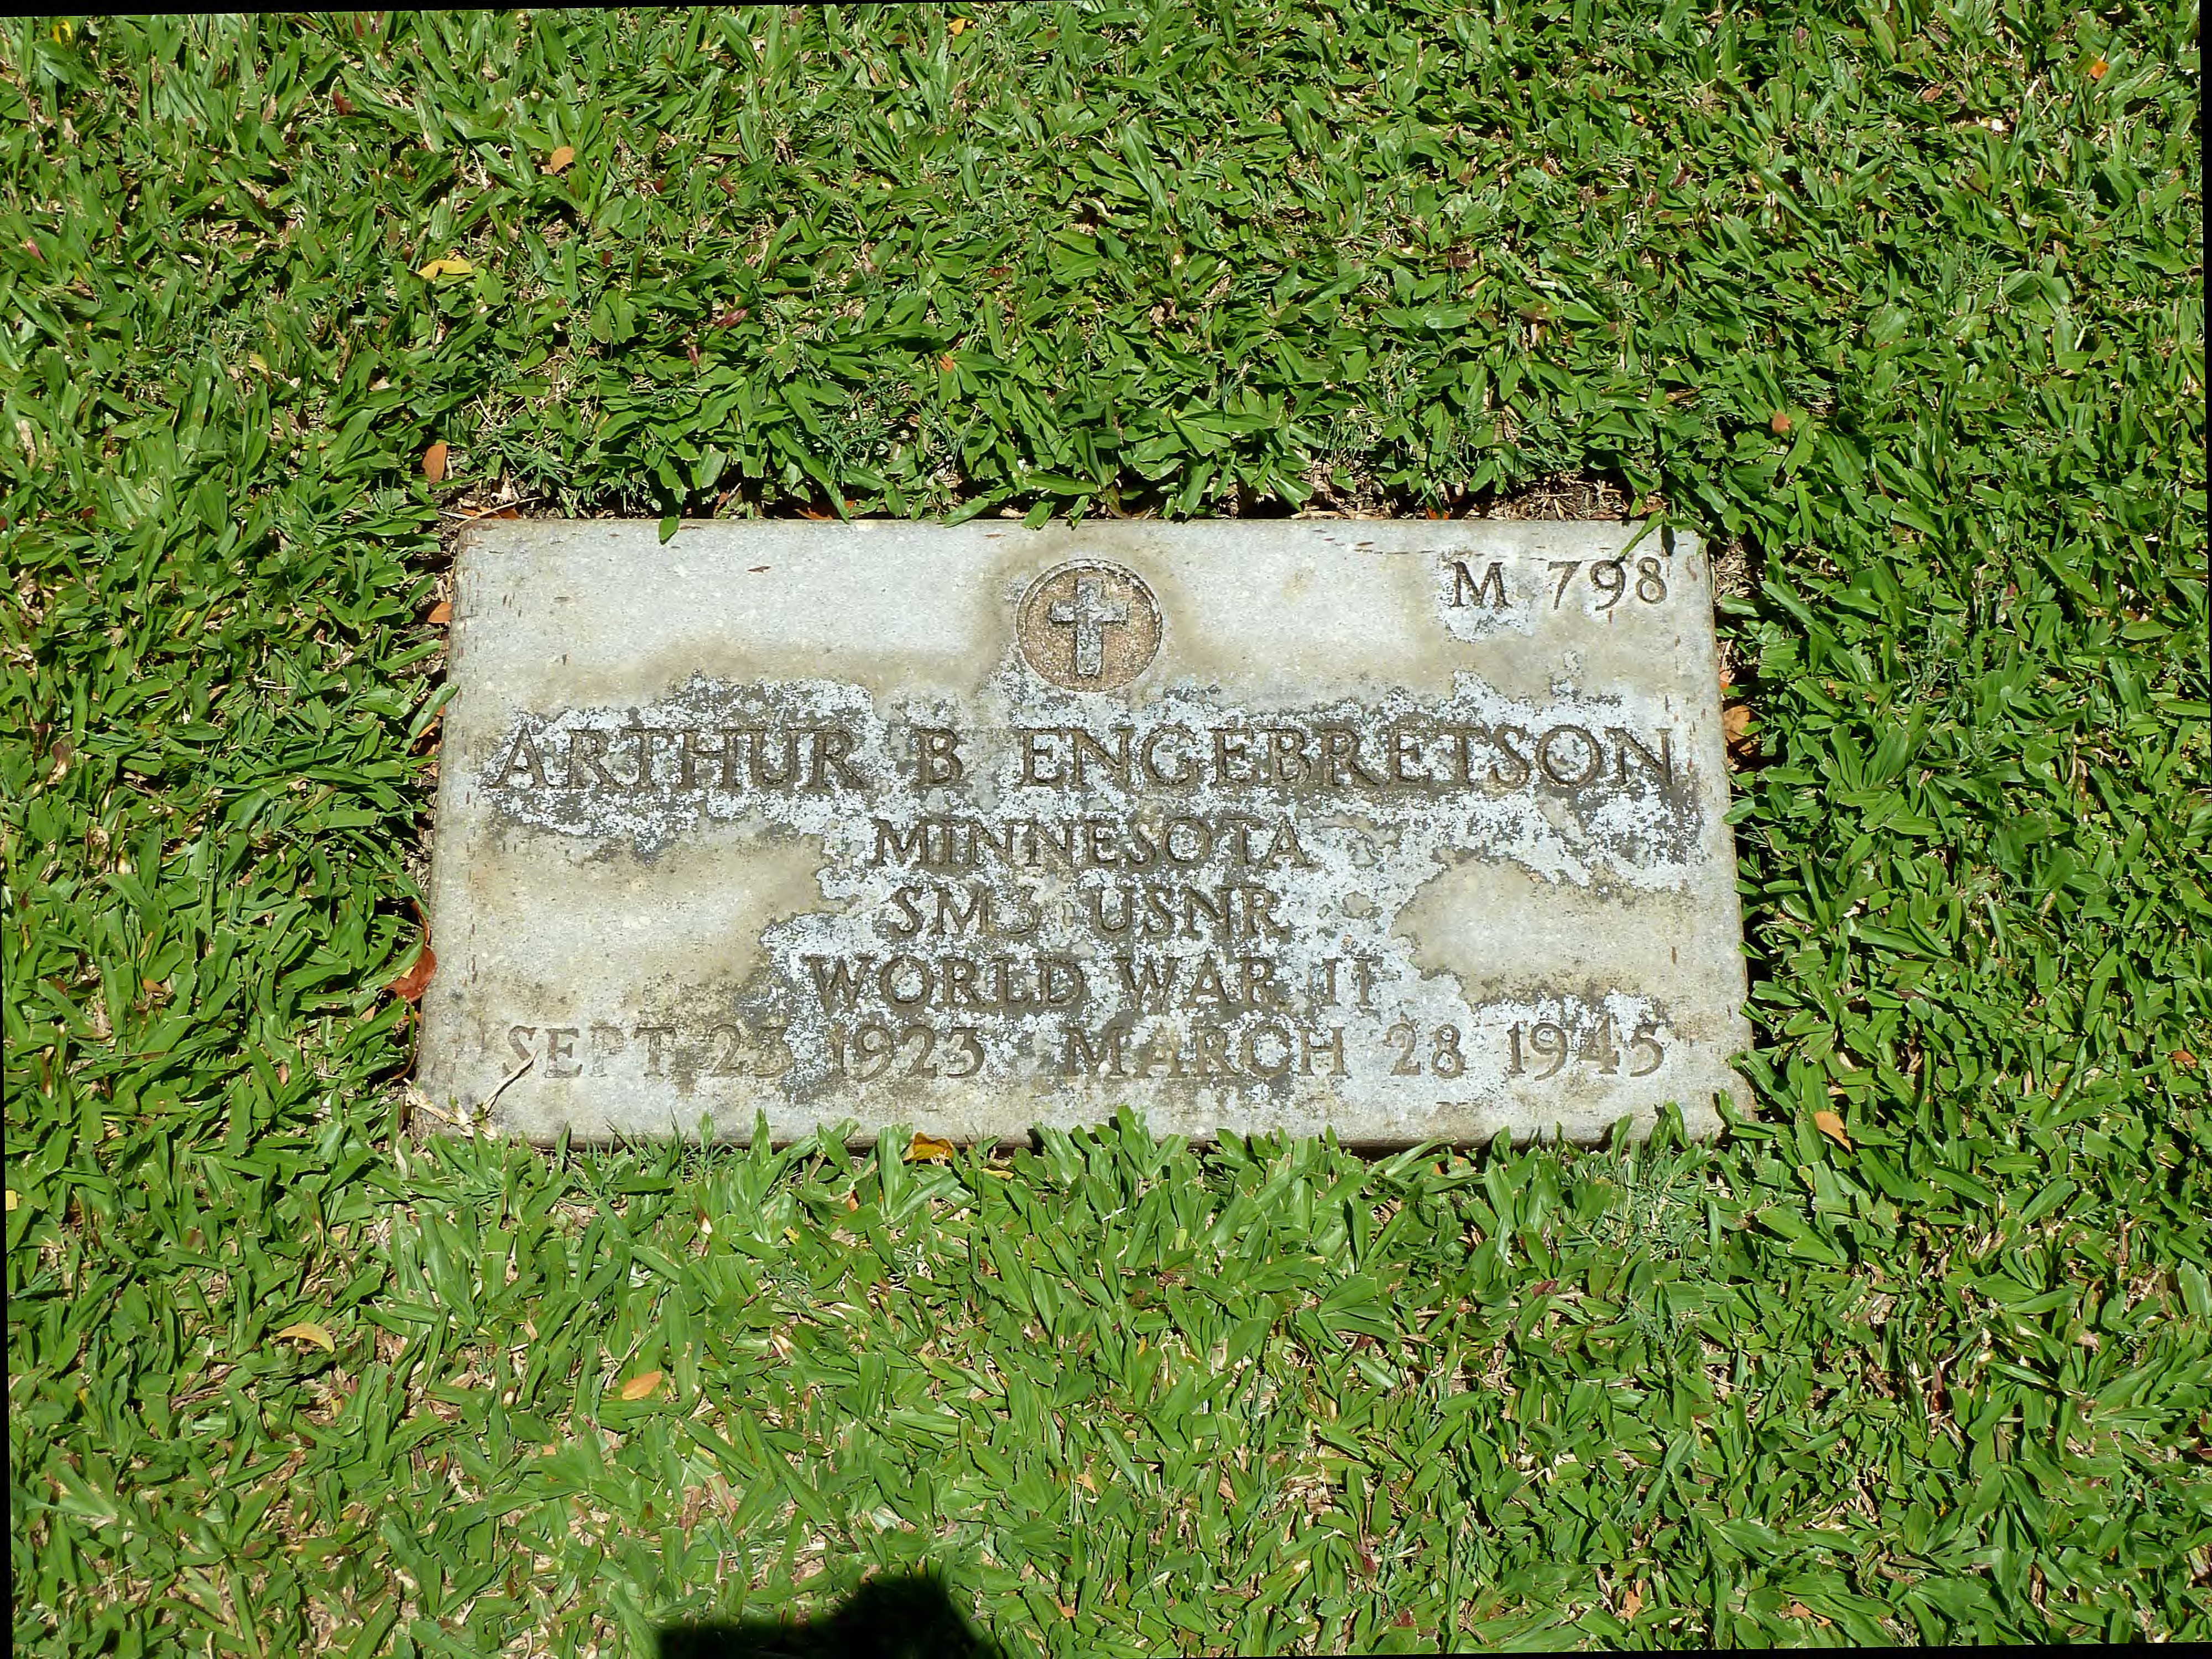 M 798
ARTHUR B ENGEBRETSON
MINNESOTA
SM3 USNR
WORLD WAR II
SEPT 23 1923 MARCH 28 1945